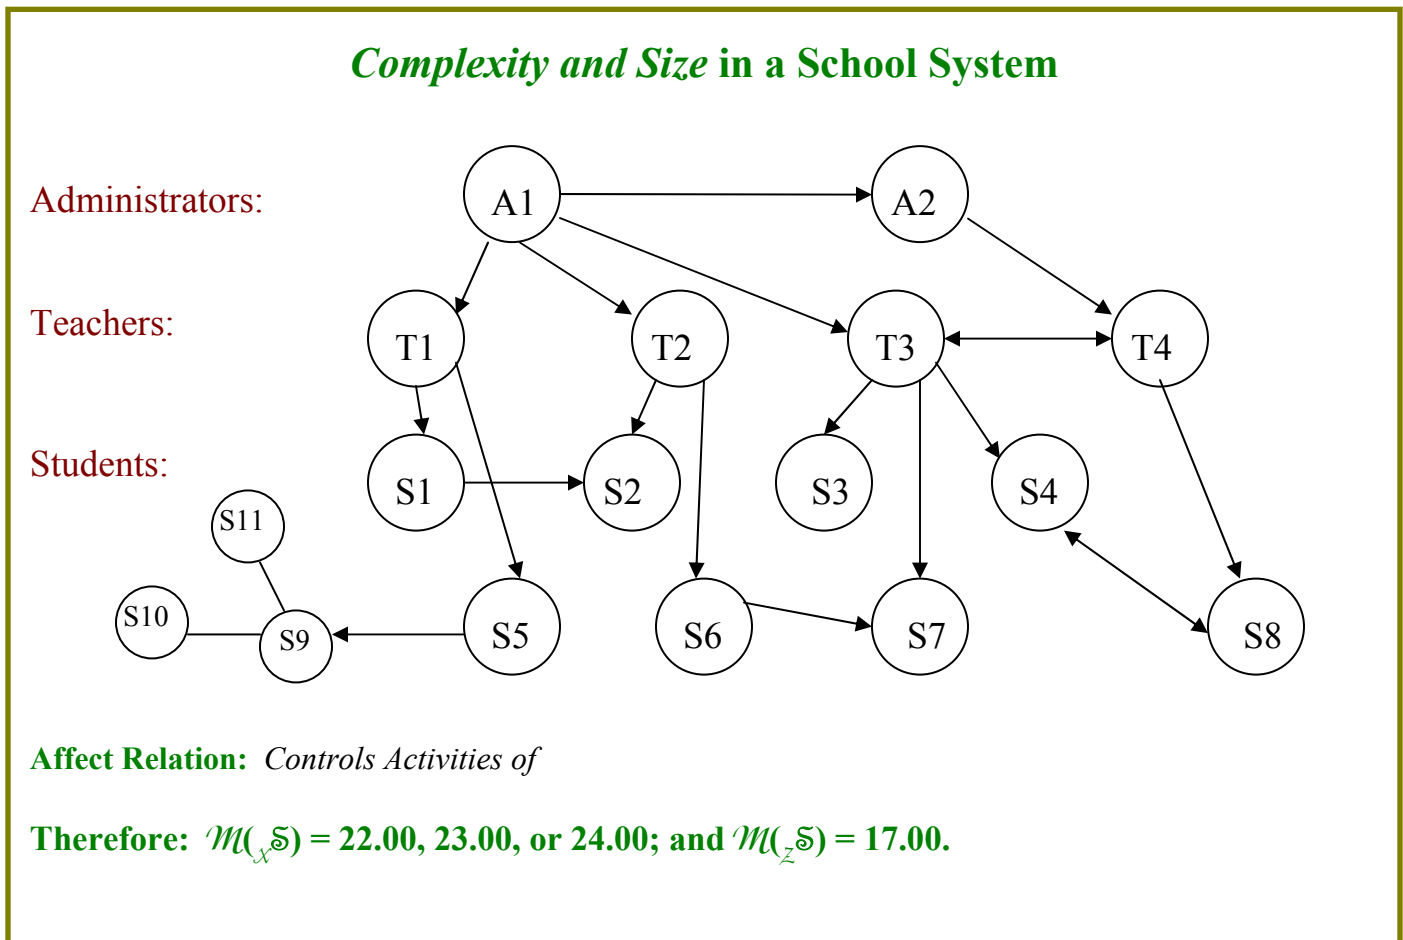 Complexity and Size in a School System
Administrators:
A1
A2
Teachers:
T1
T2
T3
T4
Students:
S1
S2
S3
S4
S11
S10
S9
S5
S6
S7
S8
Affect Relation: Controls Activities of
Therefore: ℳ(ₓ𝕊) = 22.00, 23.00, or 24.00; and ℳ(𝓏𝕊) = 17.00.